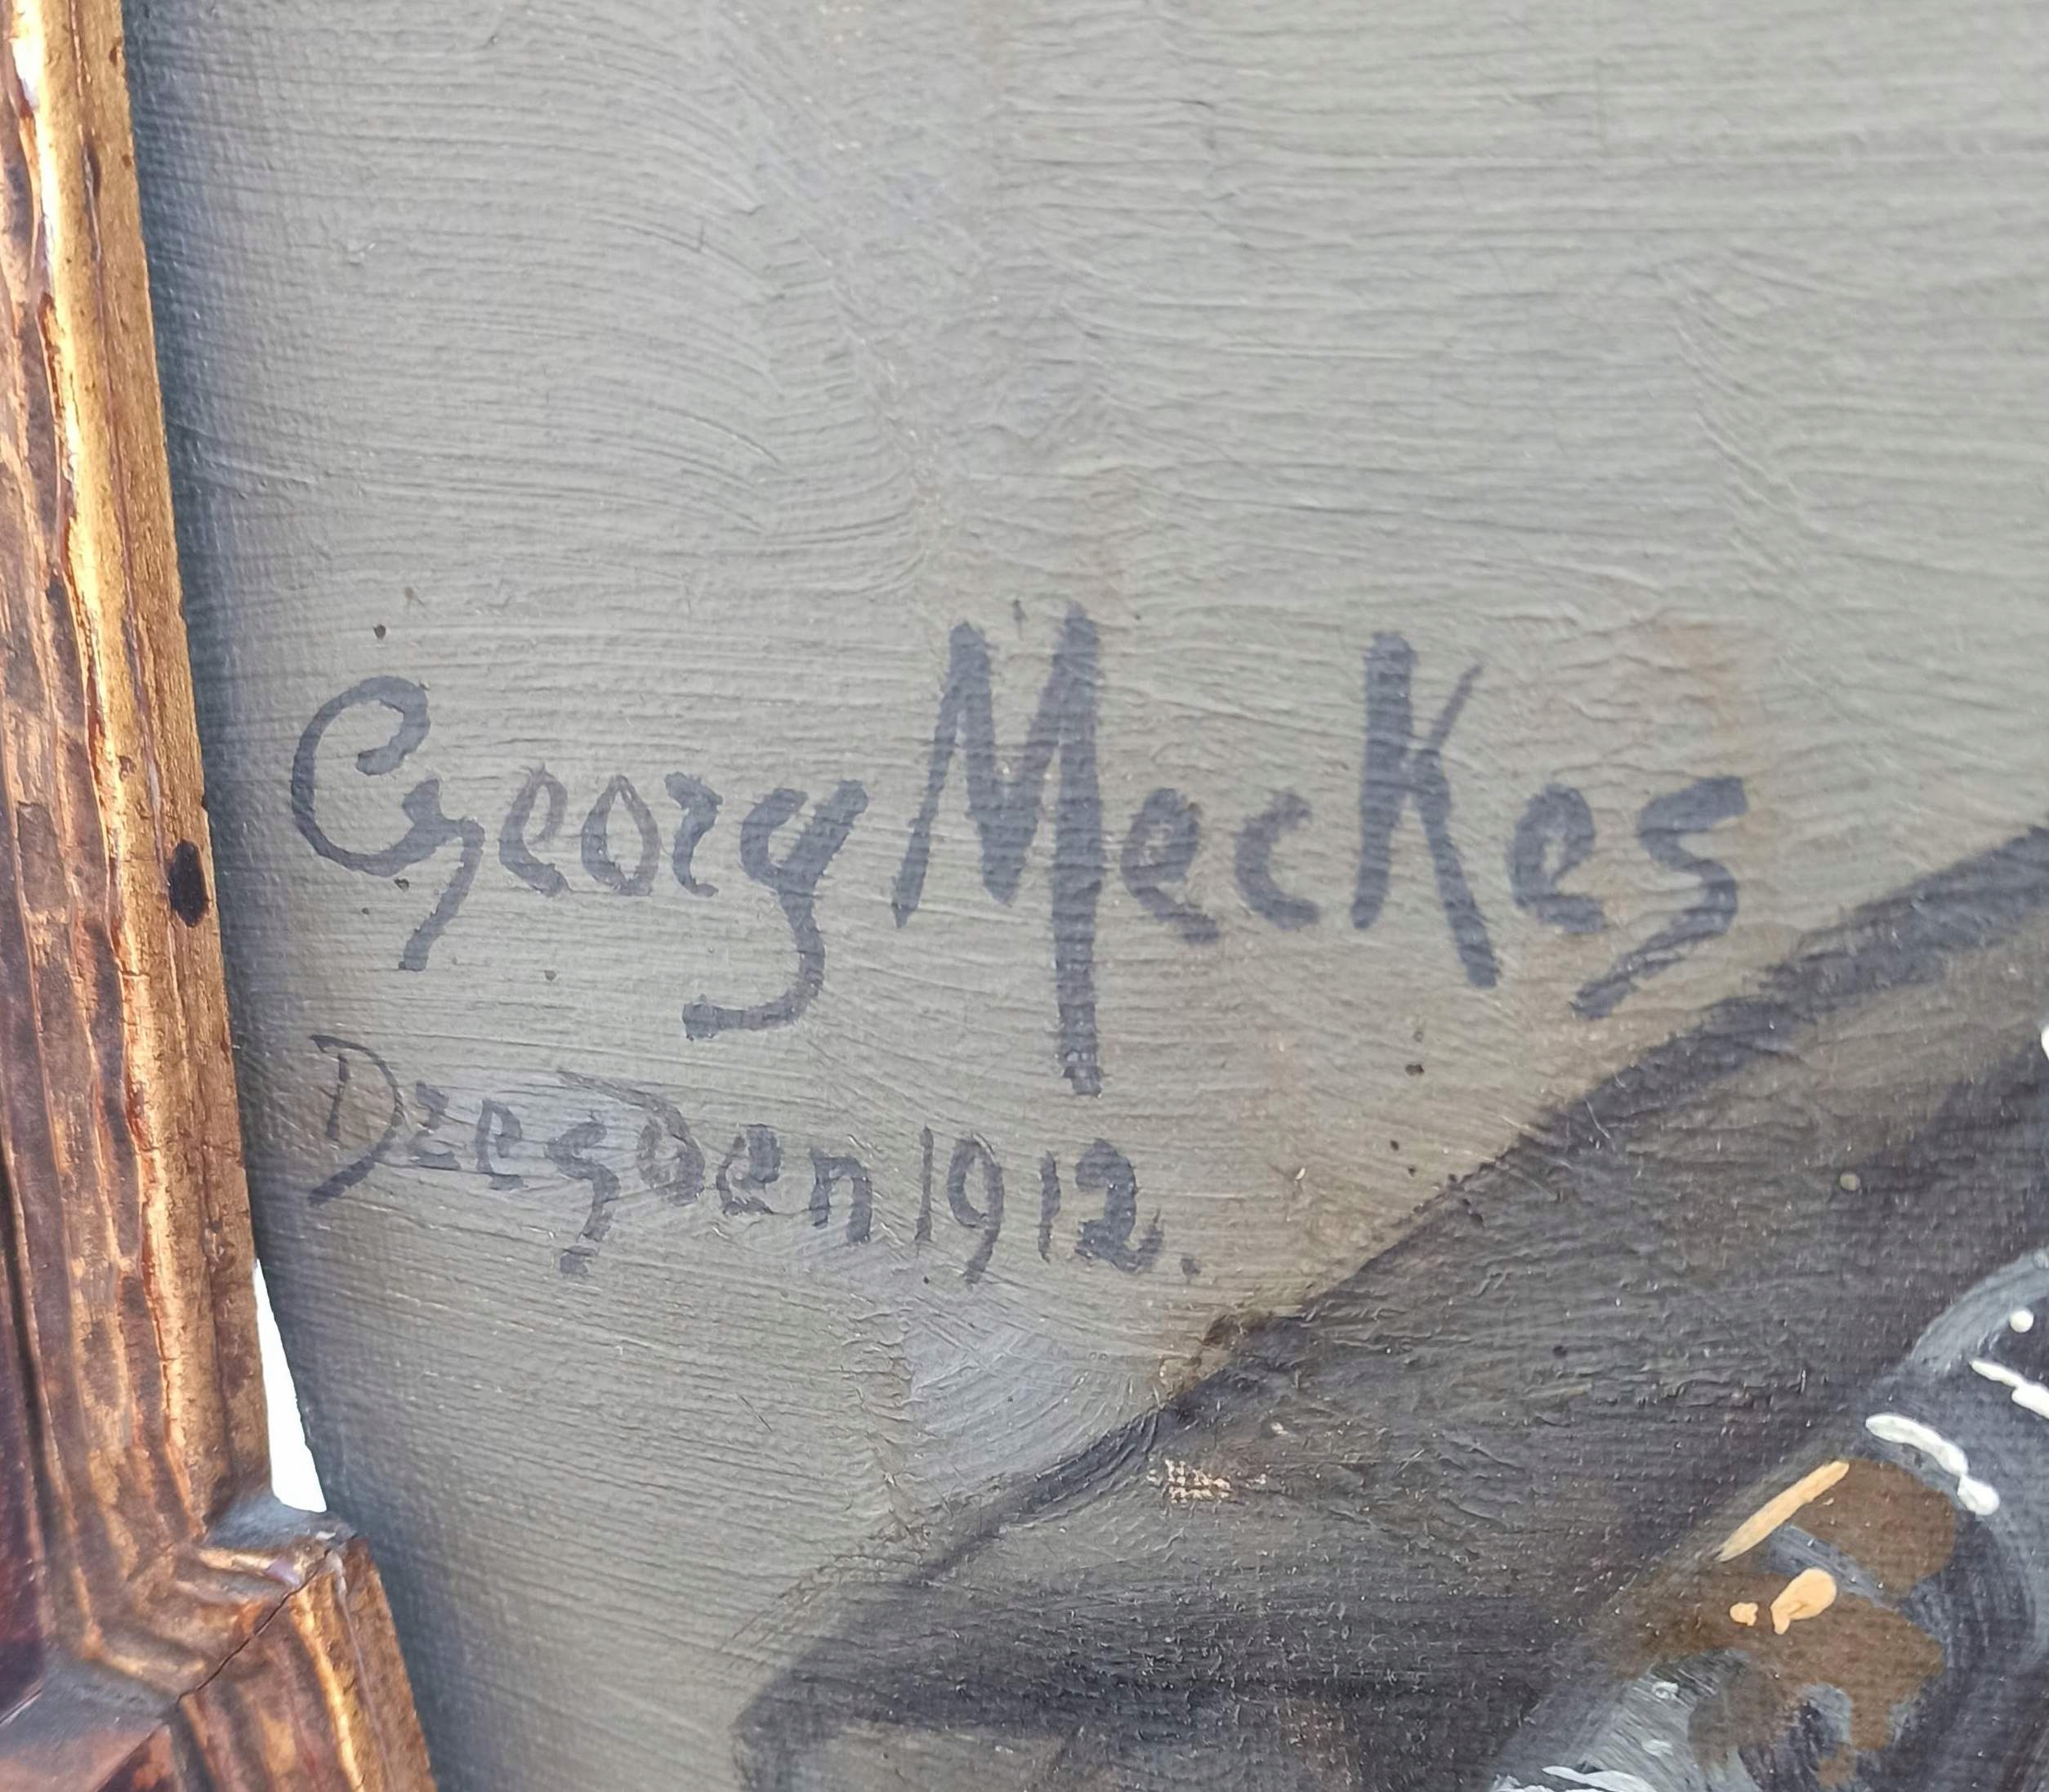 Georg Meckes
Dresden 1912.